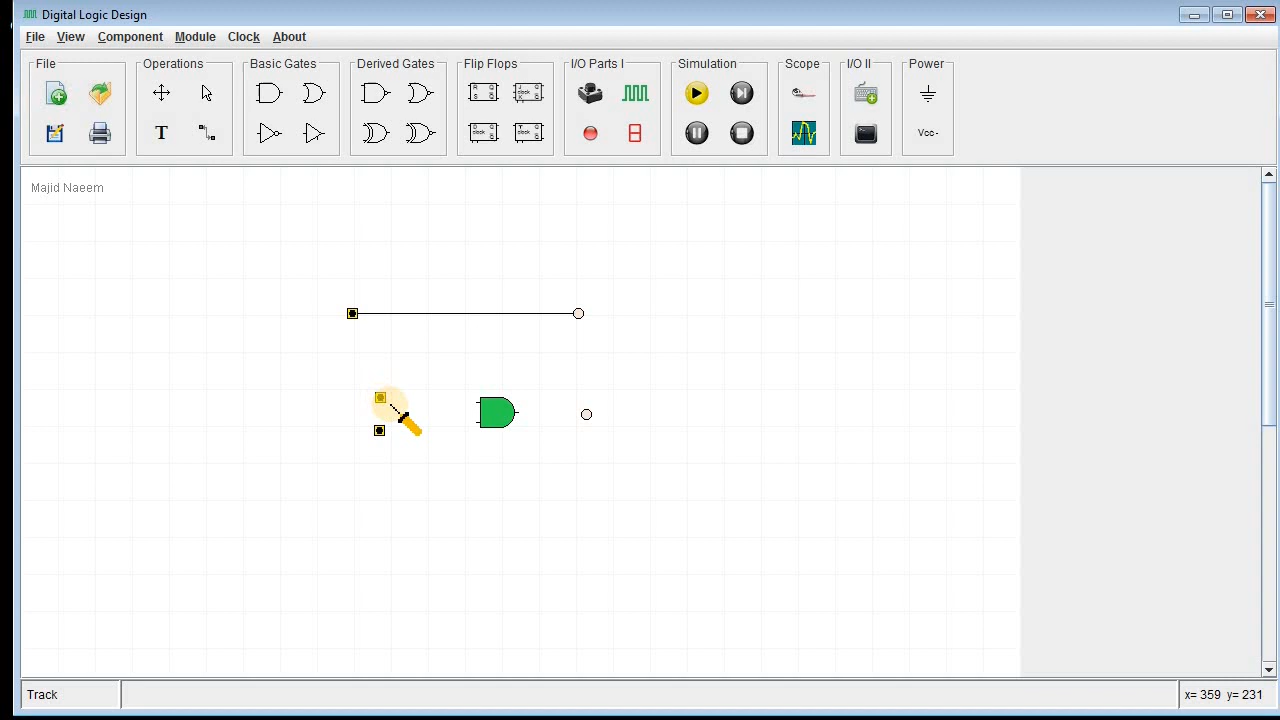 Digital Logic Design
File View Component Module Clock About
File Operations Basic Gates Derived Gates Flip Flops I/O Parts I Simulation Scope I/O II Power
T Vcc-
Majid Naeem
Track x= 359 y= 231